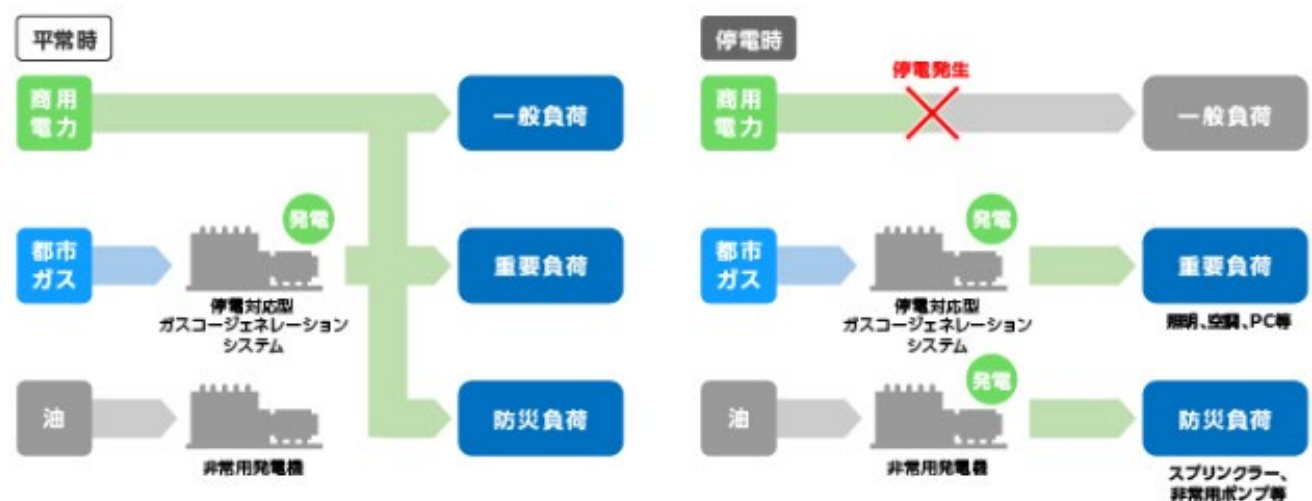 平常時
商用
電力
一般負荷
都市
ガス
発電
停電対応型
ガスコージェネレーション
システム
重要負荷
油
非常用発電機
防災負荷
停電時
停電発生
商用
電力
一般負荷
都市
ガス
発電
停電対応型
ガスコージェネレーション
システム
重要負荷
照明、空調、PC等
油
発電
非常用発電機
防災負荷
スプリンクラー、
非常用ポンプ等